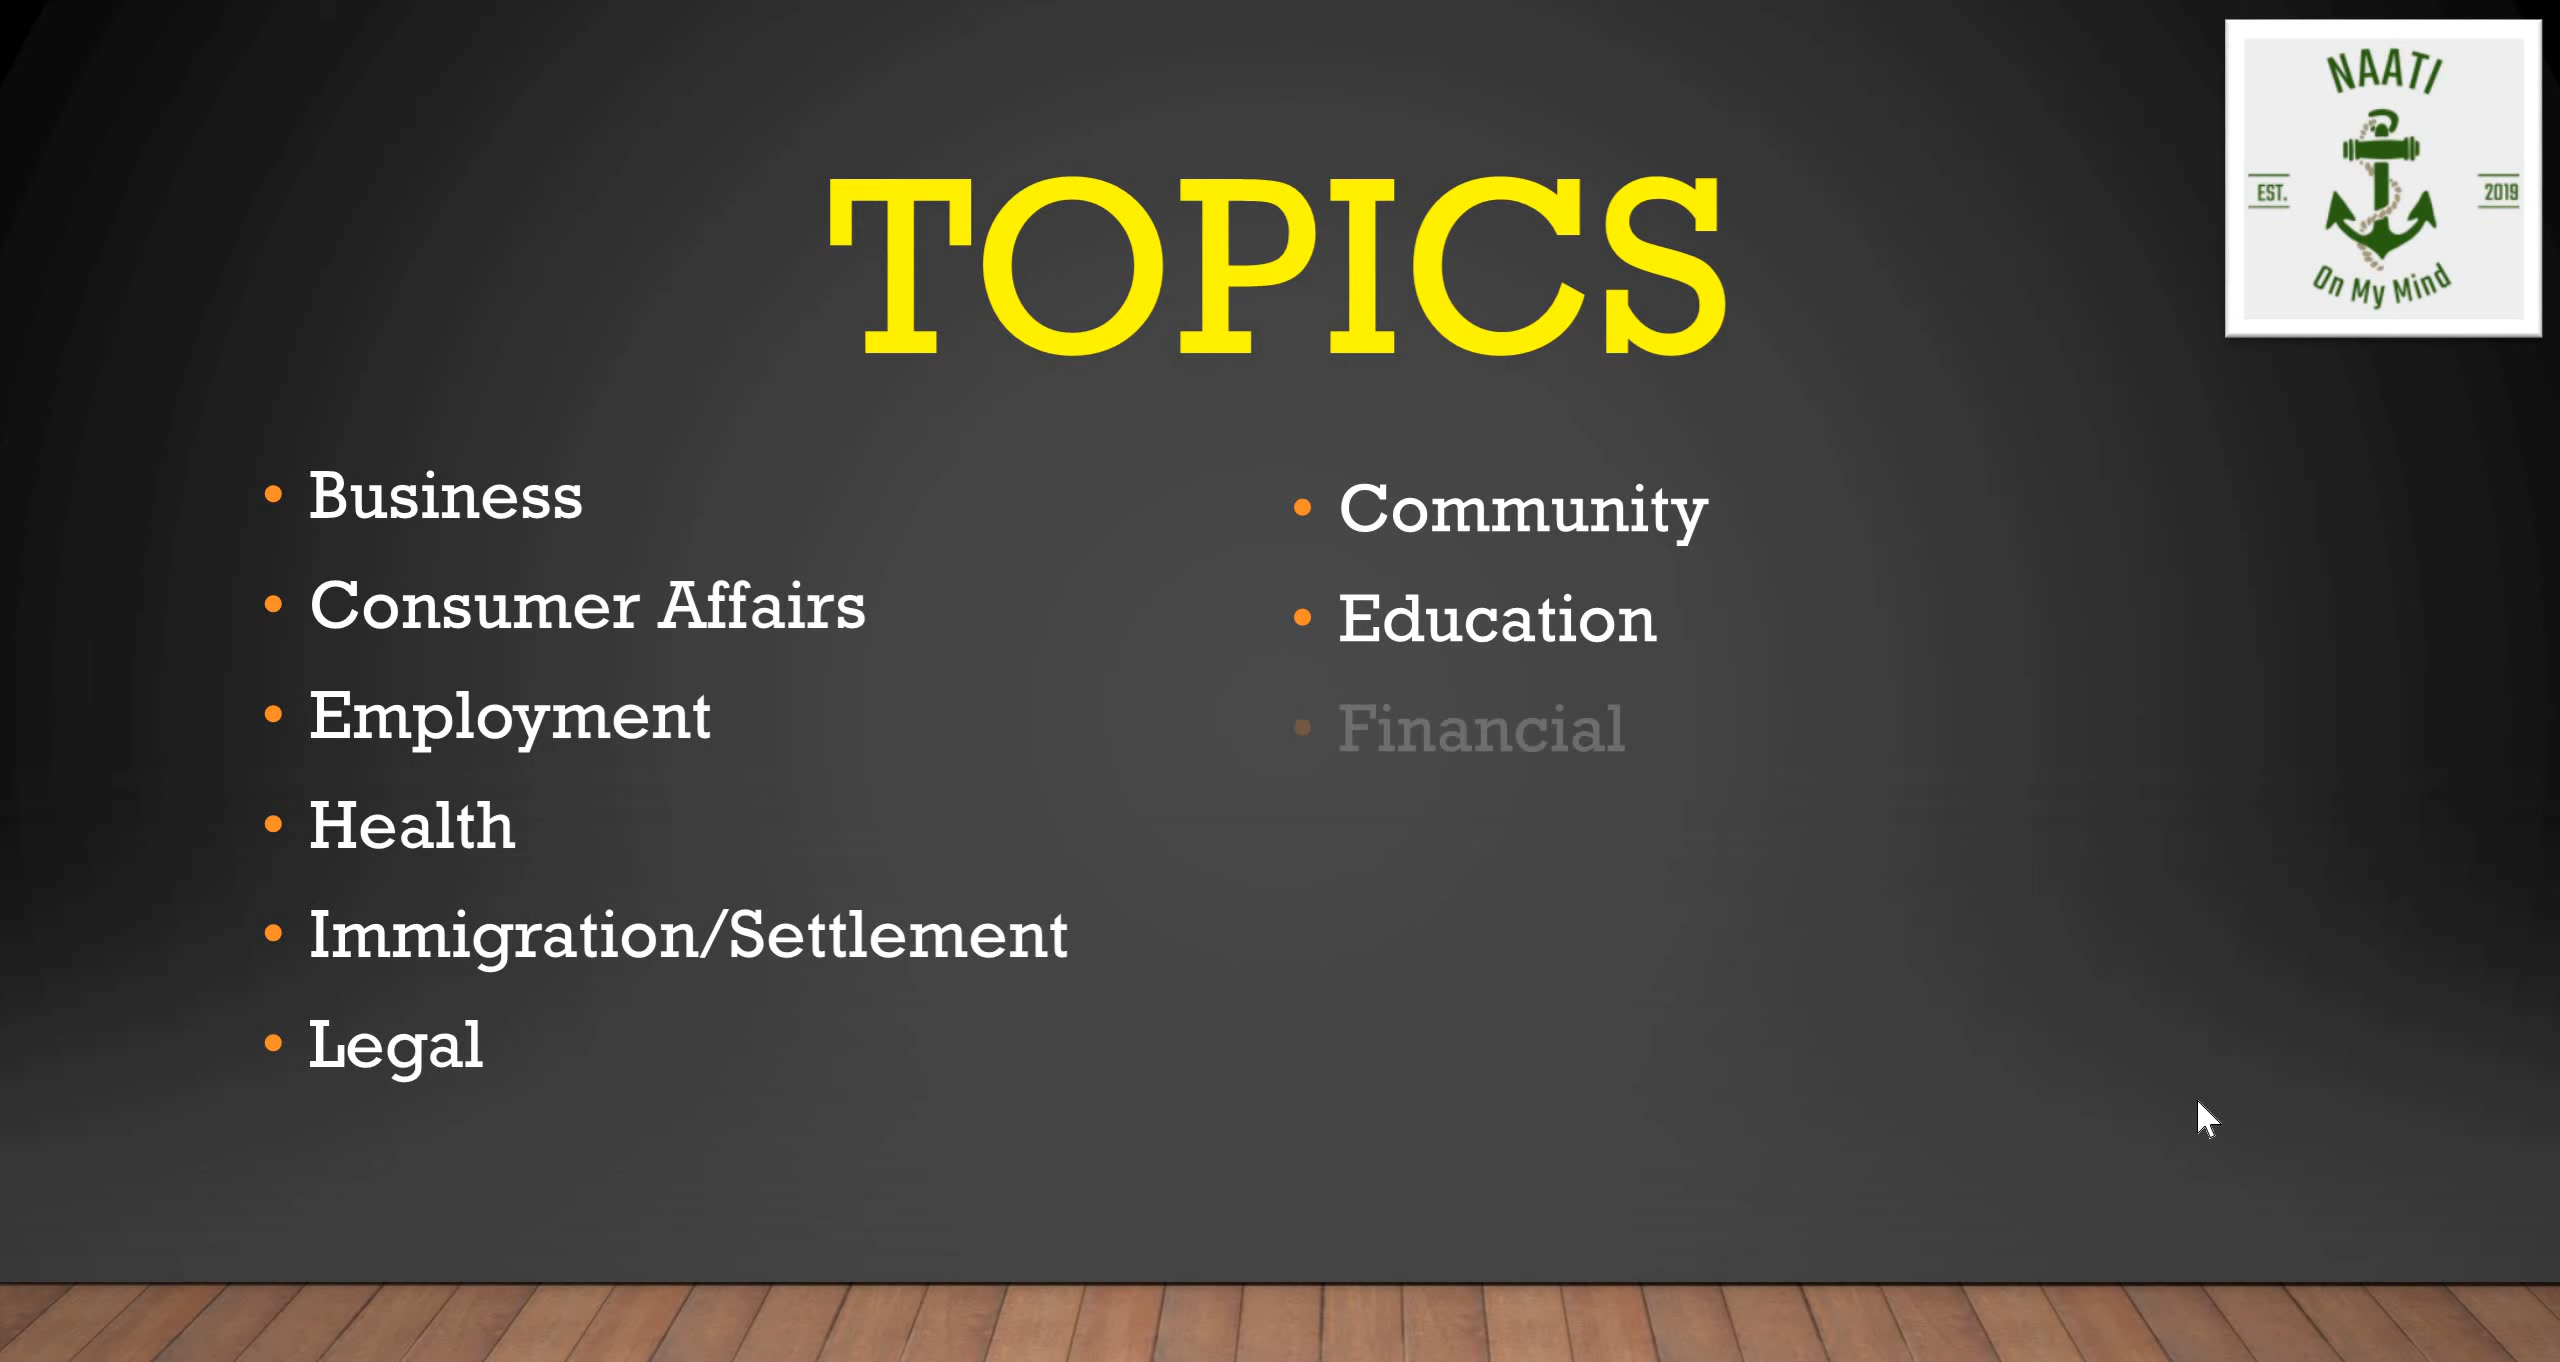 NAATI
EST. 2019
On My Mind
TOPICS
• Business
• Consumer Affairs
• Employment
• Health
• Immigration/Settlement
• Legal
• Community
• Education
• Financial